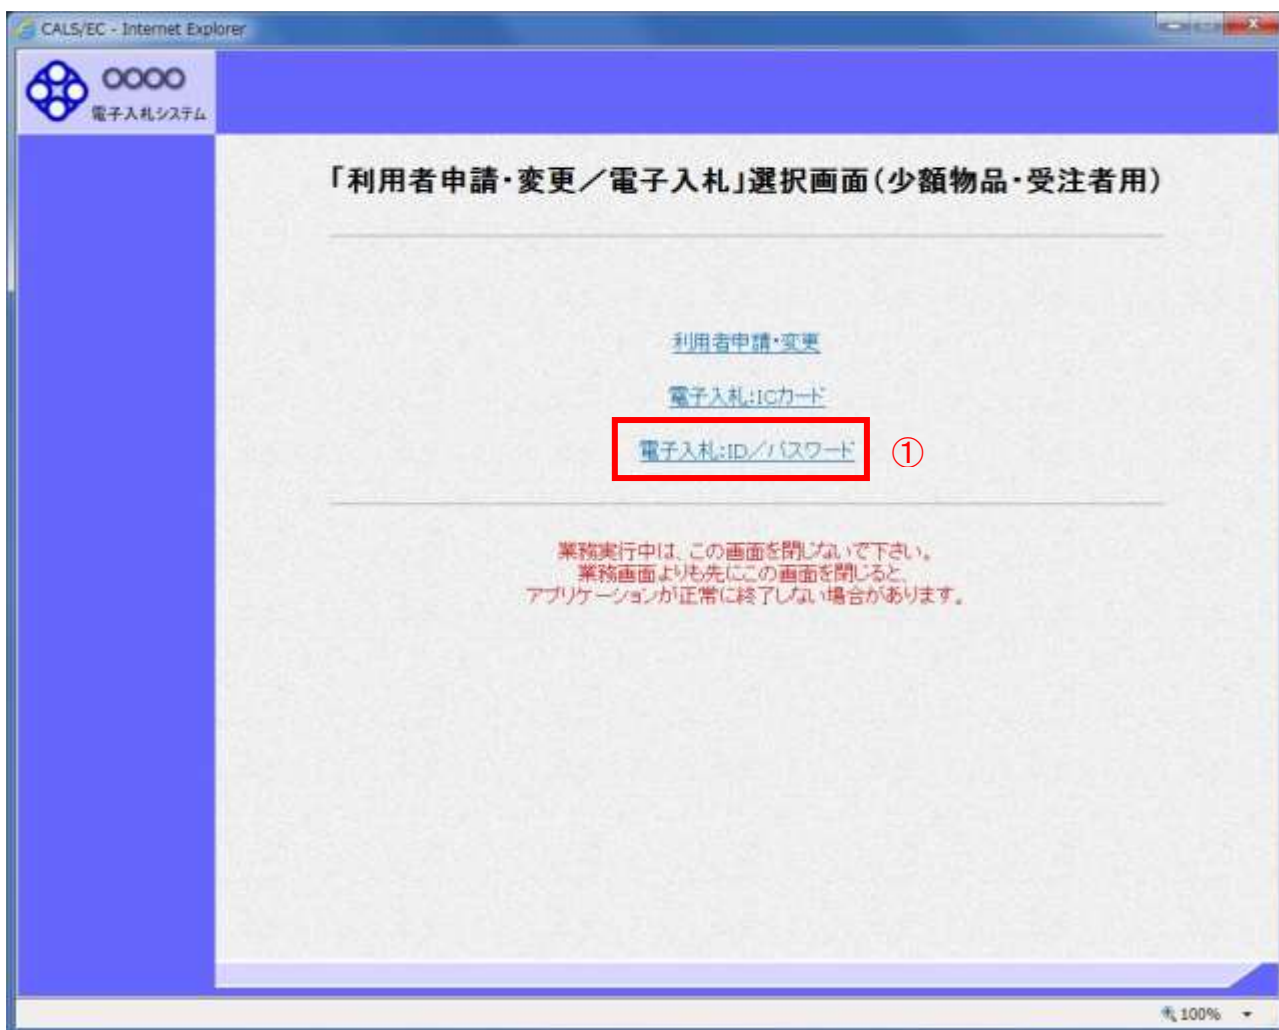 CALS/EC - Internet Explorer
○○○○
電子入札システム
「利用者申請・変更／電子入札」選択画面(少額物品・受注者用)
利用者申請・変更
電子入札:ICカード
電子入札:ID／パスワード ①
業務実行中は、この画面を閉じないで下さい。
業務画面よりも先にこの画面を閉じると、
アプリケーションが正常に終了しない場合があります。
100%